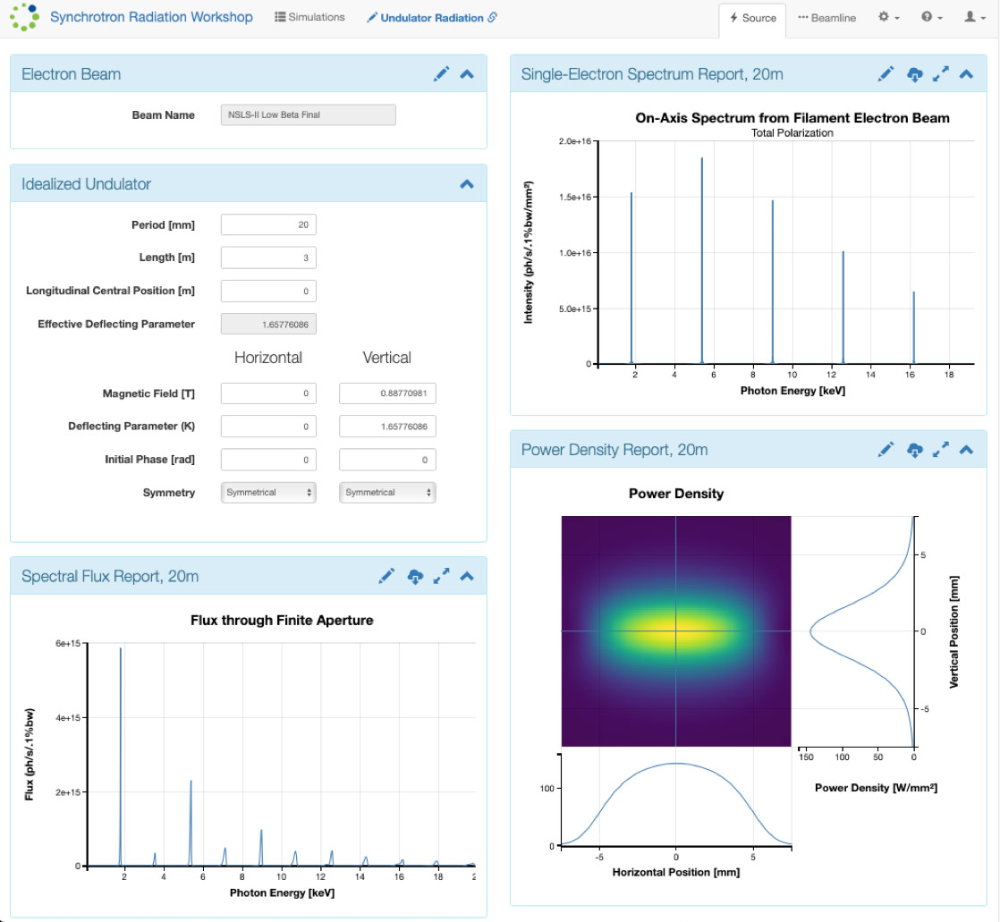 Synchrotron Radiation Workshop Simulations Undulator Radiation Source Beamline
Electron Beam
Beam Name NSLS-II Low Beta Final
Idealized Undulator
Period [mm] 20
Length [m] 3
Longitudinal Central Position [m] 0
Effective Deflecting Parameter 1.65776086
Horizontal Vertical
Magnetic Field [T] 0 0.88770981
Deflecting Parameter (K) 0 1.65776086
Initial Phase [rad] 0 0
Symmetry Symmetrical Symmetrical
Spectral Flux Report, 20m
Flux through Finite Aperture
6e+15
4e+15
2e+15
0
Flux (ph/s/.1%bw)
2 4 6 8 10 12 14 16 18 2
Photon Energy [keV]
Single-Electron Spectrum Report, 20m
On-Axis Spectrum from Filament Electron Beam
Total Polarization
2.0e+16
1.5e+16
1.0e+16
5.0e+15
0
Intensity (ph/s/.1%bw/mm²)
2 4 6 8 10 12 14 16 18
Photon Energy [keV]
Power Density Report, 20m
Power Density
5
0
-5
Vertical Position [mm]
150 100 50 0
Power Density [W/mm²]
100
0
-5 0 5
Horizontal Position [mm]